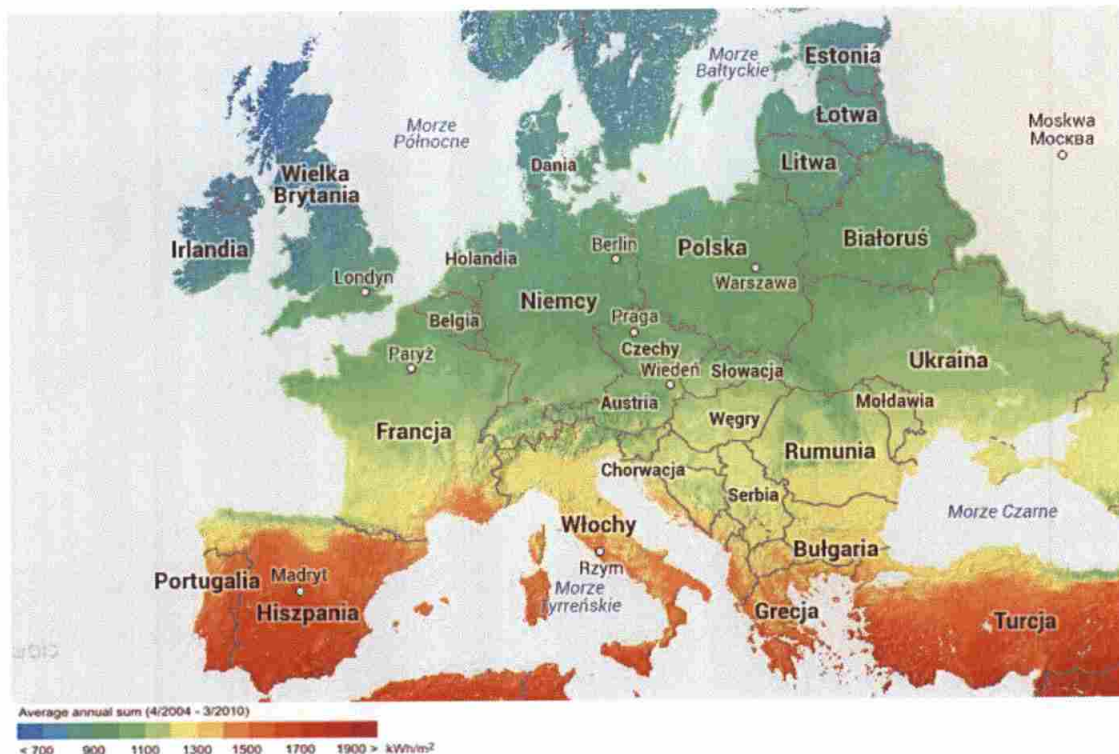 Morze
Bałtyckie
Estonia
Łotwa
Moskwa
Москва
Morze
Północne
Litwa
Dania
Wielka
Brytania
Białoruś
Irlandia
Berlin
Polska
Holandia
Londyn
Warszawa
Niemcy
Belgia
Praga
Paryż
Czechy
Ukraina
Wiedeń
Słowacja
Austria
Mołdawia
Węgry
Francja
Rumunia
Chorwacja
Serbia
Morze Czarne
Włochy
Bułgaria
Rzym
Portugalia
Madryt
Morze
Tyrreńskie
Hiszpania
Grecja
Turcja
Average annual sum (4/2004 - 3/2010)
< 700 900 1100 1300 1500 1700 1900 > kWh/m²